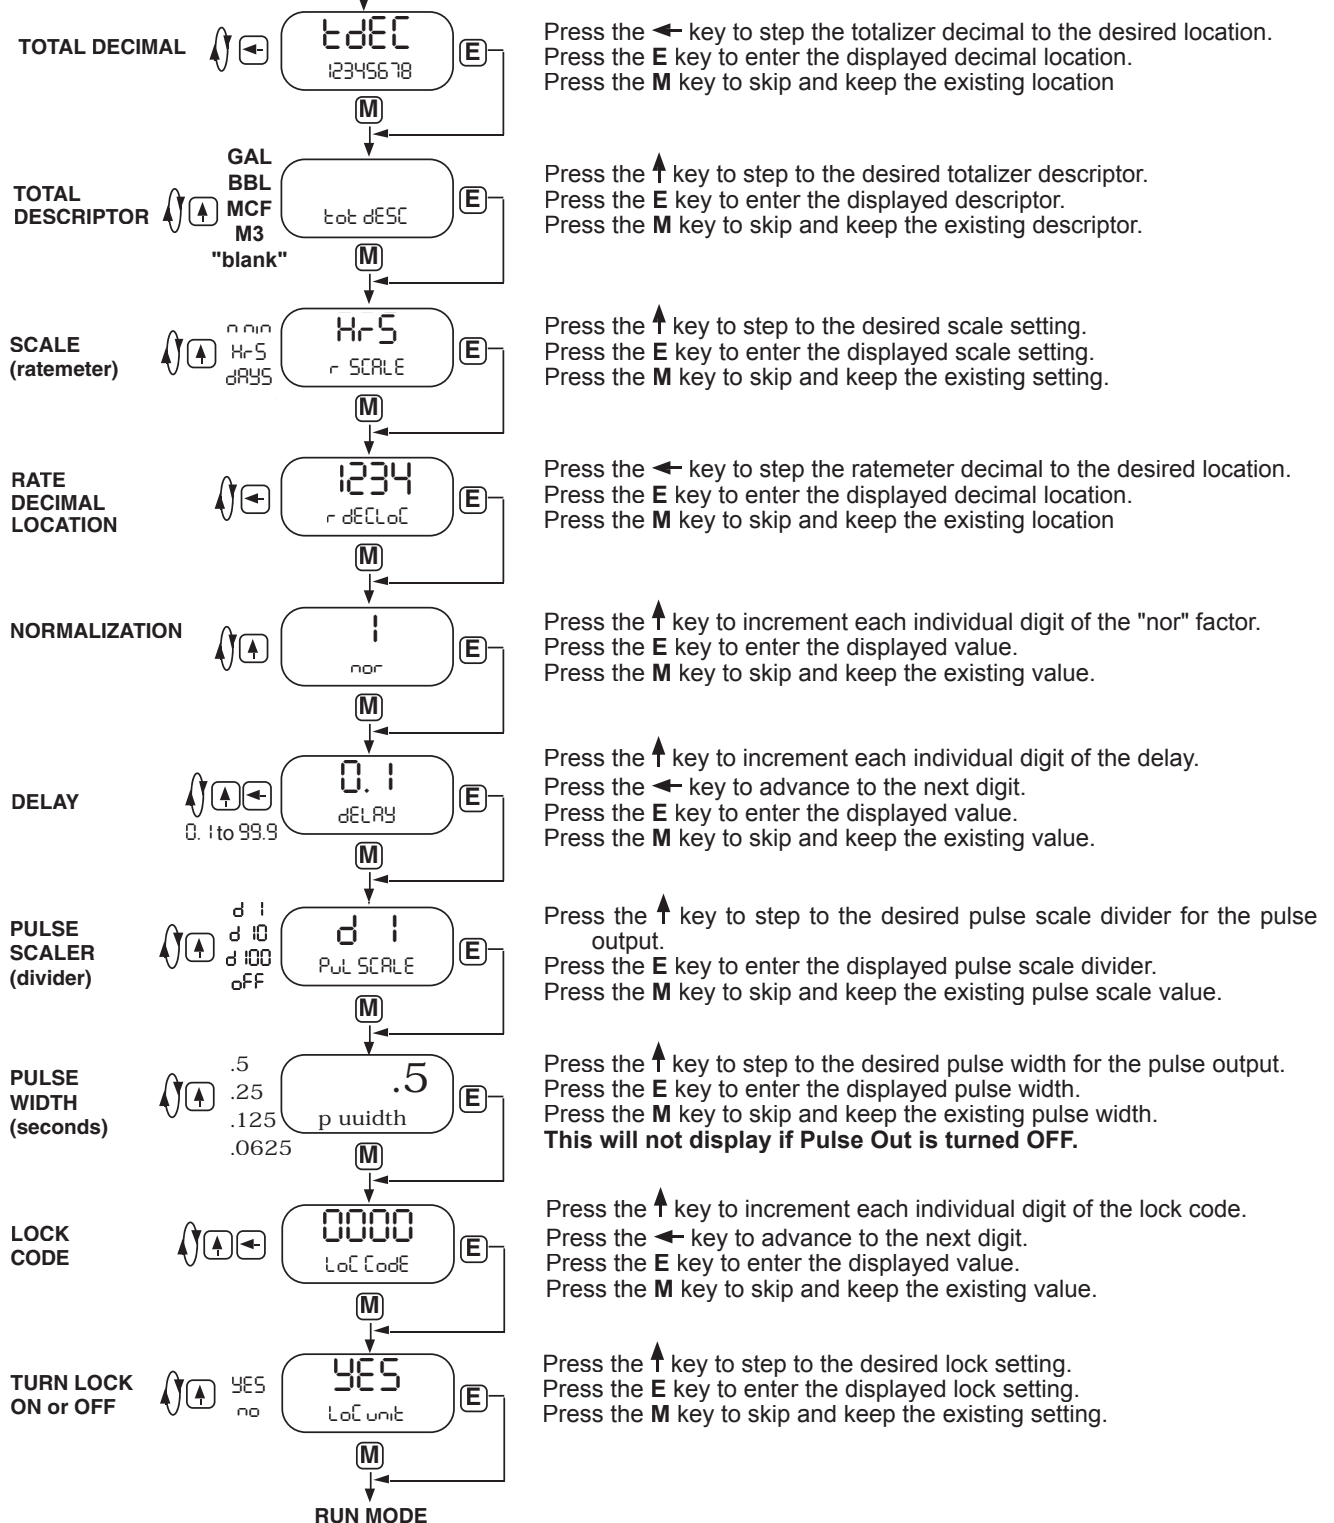 TOTAL DECIMAL
tdEC
12345678
E
M
Press the ← key to step the totalizer decimal to the desired location.
Press the E key to enter the displayed decimal location.
Press the M key to skip and keep the existing location
TOTAL
DESCRIPTOR
GAL
BBL
MCF
M3
"blank"
tot dESC
E
M
Press the ↑ key to step to the desired totalizer descriptor.
Press the E key to enter the displayed descriptor.
Press the M key to skip and keep the existing descriptor.
SCALE
(ratemeter)
n nin
HrS
dAYS
HrS
r SCALE
E
M
Press the ↑ key to step to the desired scale setting.
Press the E key to enter the displayed scale setting.
Press the M key to skip and keep the existing setting.
RATE
DECIMAL
LOCATION
1234
r dECLoC
E
M
Press the ← key to step the ratemeter decimal to the desired location.
Press the E key to enter the displayed decimal location.
Press the M key to skip and keep the existing location
NORMALIZATION
1
nor
E
M
Press the ↑ key to increment each individual digit of the "nor" factor.
Press the E key to enter the displayed value.
Press the M key to skip and keep the existing value.
DELAY
0.1 to 99.9
0.1
dELAY
E
M
Press the ↑ key to increment each individual digit of the delay.
Press the ← key to advance to the next digit.
Press the E key to enter the displayed value.
Press the M key to skip and keep the existing value.
PULSE
SCALER
(divider)
d 1
d 10
d 100
oFF
d 1
PuL SCALE
E
M
Press the ↑ key to step to the desired pulse scale divider for the pulse
output.
Press the E key to enter the displayed pulse scale divider.
Press the M key to skip and keep the existing pulse scale value.
PULSE
WIDTH
(seconds)
.5
.25
.125
.0625
.5
p uuidth
E
M
Press the ↑ key to step to the desired pulse width for the pulse output.
Press the E key to enter the displayed pulse width.
Press the M key to skip and keep the existing pulse width.
This will not display if Pulse Out is turned OFF.
LOCK
CODE
0000
LoC CodE
E
M
Press the ↑ key to increment each individual digit of the lock code.
Press the ← key to advance to the next digit.
Press the E key to enter the displayed value.
Press the M key to skip and keep the existing value.
TURN LOCK
ON or OFF
YES
no
YES
LoC unit
E
M
Press the ↑ key to step to the desired lock setting.
Press the E key to enter the displayed lock setting.
Press the M key to skip and keep the existing setting.
RUN MODE